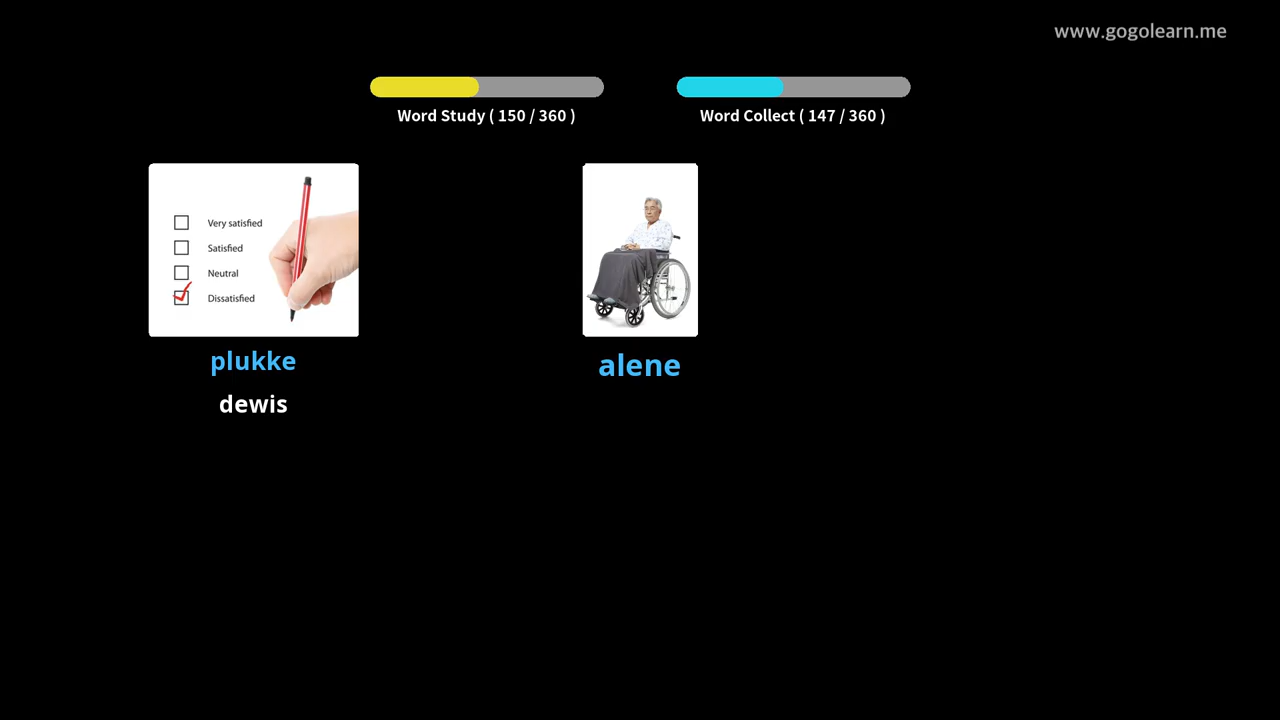 www.gogolearn.me
Word Study ( 150 / 360 )
Word Collect ( 147 / 360 )
Very satisfied
Satisfied
Neutral
Dissatisfied
plukke
alene
dewis